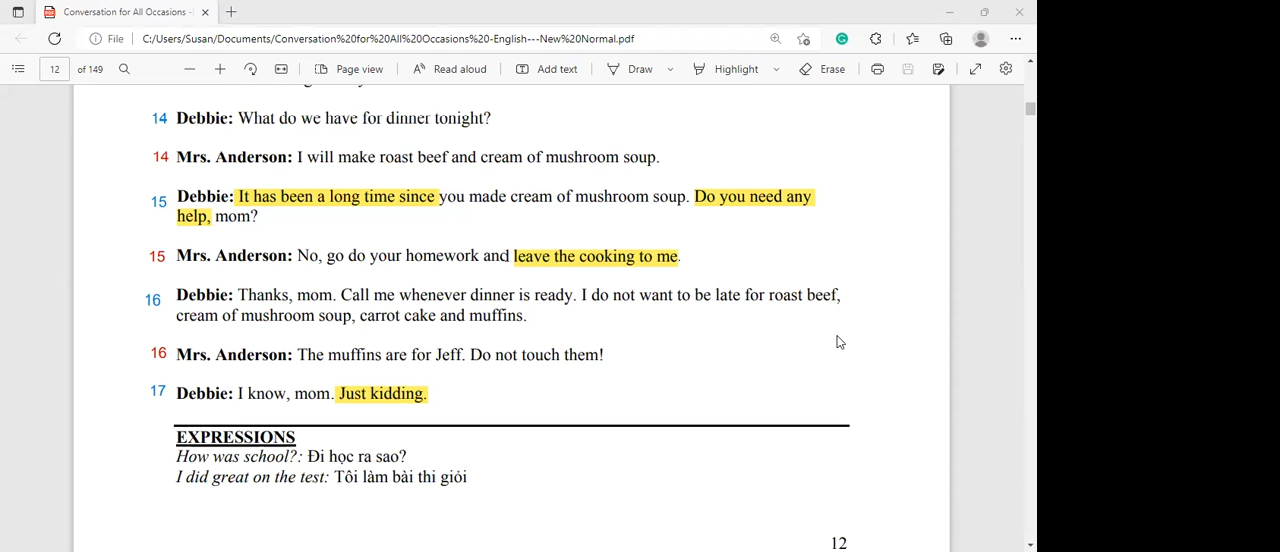 Conversation for All Occasions -
File C:/Users/Susan/Documents/Conversation%20for%20All%20Occasions%20-English---New%20Normal.pdf
12 of 149 Page view Read aloud Add text Draw Highlight Erase
14 Debbie: What do we have for dinner tonight?
14 Mrs. Anderson: I will make roast beef and cream of mushroom soup.
15 Debbie: It has been a long time since you made cream of mushroom soup. Do you need any
help, mom?
15 Mrs. Anderson: No, go do your homework and leave the cooking to me.
16 Debbie: Thanks, mom. Call me whenever dinner is ready. I do not want to be late for roast beef,
cream of mushroom soup, carrot cake and muffins.
16 Mrs. Anderson: The muffins are for Jeff. Do not touch them!
17 Debbie: I know, mom. Just kidding.
EXPRESSIONS
How was school?: Đi học ra sao?
I did great on the test: Tôi làm bài thi giỏi
12